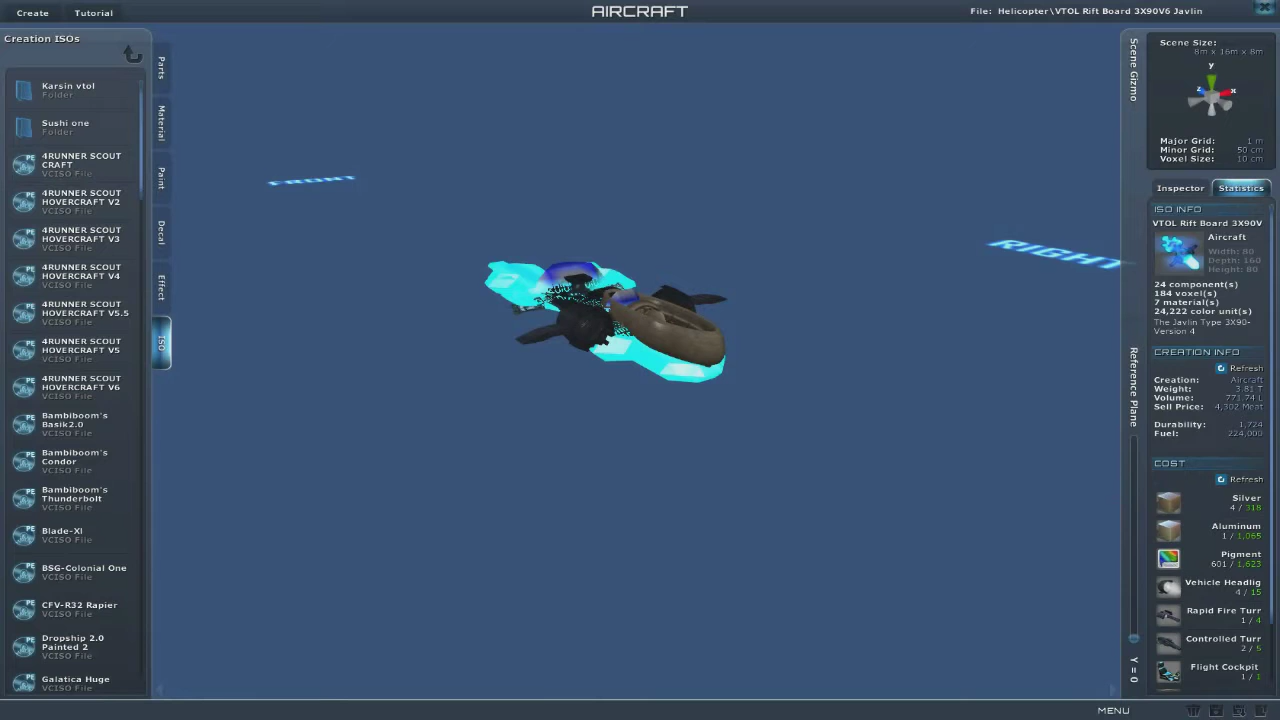 Create
Tutorial
AIRCRAFT
File: Helicopter\VTOL Rift Board 3X90V6 Javlin
Creation ISOs
Karsin vtol
Folder
Sushi one
Folder
4RUNNER SCOUT
CRAFT
VCISO File
4RUNNER SCOUT
HOVERCRAFT V2
VCISO File
4RUNNER SCOUT
HOVERCRAFT V3
VCISO File
4RUNNER SCOUT
HOVERCRAFT V4
VCISO File
4RUNNER SCOUT
HOVERCRAFT V5.5
VCISO File
4RUNNER SCOUT
HOVERCRAFT V5
VCISO File
4RUNNER SCOUT
HOVERCRAFT V6
VCISO File
Bambiboom's
Basik2.0
VCISO File
Bambiboom's
Condor
VCISO File
Bambiboom's
Thunderbolt
VCISO File
Blade-XI
VCISO File
BSG-Colonial One
VCISO File
CFV-R32 Rapier
VCISO File
Dropship 2.0
Painted 2
VCISO File
Galatica Huge
VCISO File
Parts
Material
Paint
Decal
Effect
ISO
FRONT
RIGHT
Scene Gizmo
Reference Plane
Y = 0
Scene Size:
8m x 16m x 8m
y
z
x
Major Grid: 1 m
Minor Grid: 50 cm
Voxel Size: 10 cm
Inspector
Statistics
ISO INFO
VTOL Rift Board 3X90V
Aircraft
Width: 80
Depth: 160
Height: 80
24 component(s)
184 voxel(s)
7 material(s)
24,222 color unit(s)
The Javlin Type 3X90-
Version 4
CREATION INFO
Refresh
Creation: Aircraft
Weight: 3.81 T
Volume: 771.74 L
Sell Price: 4,302 Meat
Durability: 1,724
Fuel: 224,000
COST
Refresh
Silver
4 / 318
Aluminum
1 / 1,065
Pigment
601 / 1,623
Vehicle Headlig
4 / 15
Rapid Fire Turr
1 / 4
Controlled Turr
2 / 5
Flight Cockpit
1 / 1
MENU